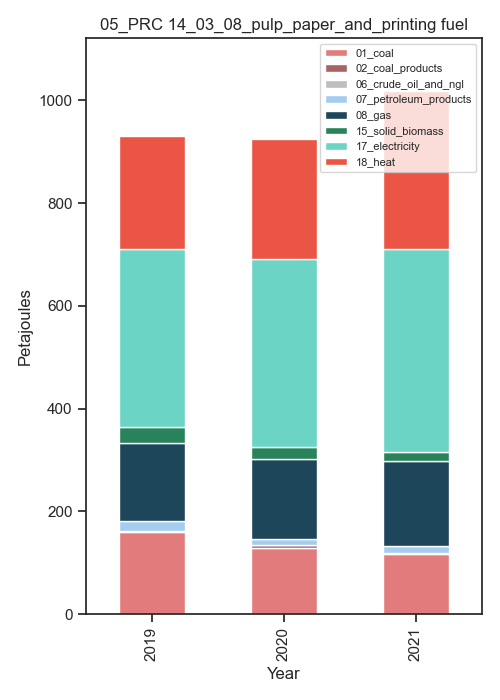 05_PRC 14_03_08_pulp_paper_and_printing fuel
01_coal
02_coal_products
06_crude_oil_and_ngl
07_petroleum_products
08_gas
15_solid_biomass
17_electricity
18_heat
1000
800
600
400
200
0
Petajoules
2019
2020
2021
Year